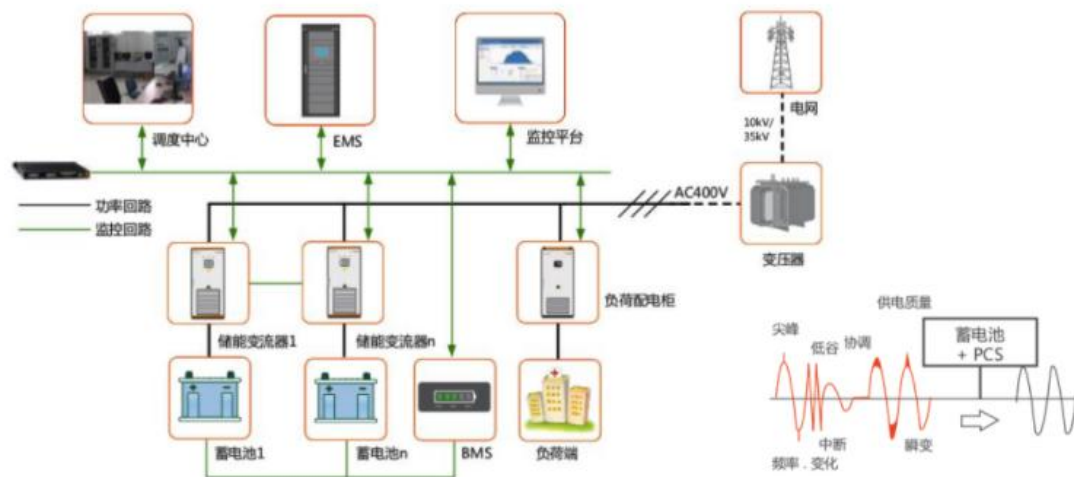 调度中心
EMS
监控平台
电网
10kV/
35kV
AC400V
功率回路
监控回路
变压器
储能变流器1
储能变流器n
负荷配电柜
蓄电池1
蓄电池n
BMS
负荷端
供电质量
尖峰
低谷
协调
蓄电池
+ PCS
中断
瞬变
频率．变化